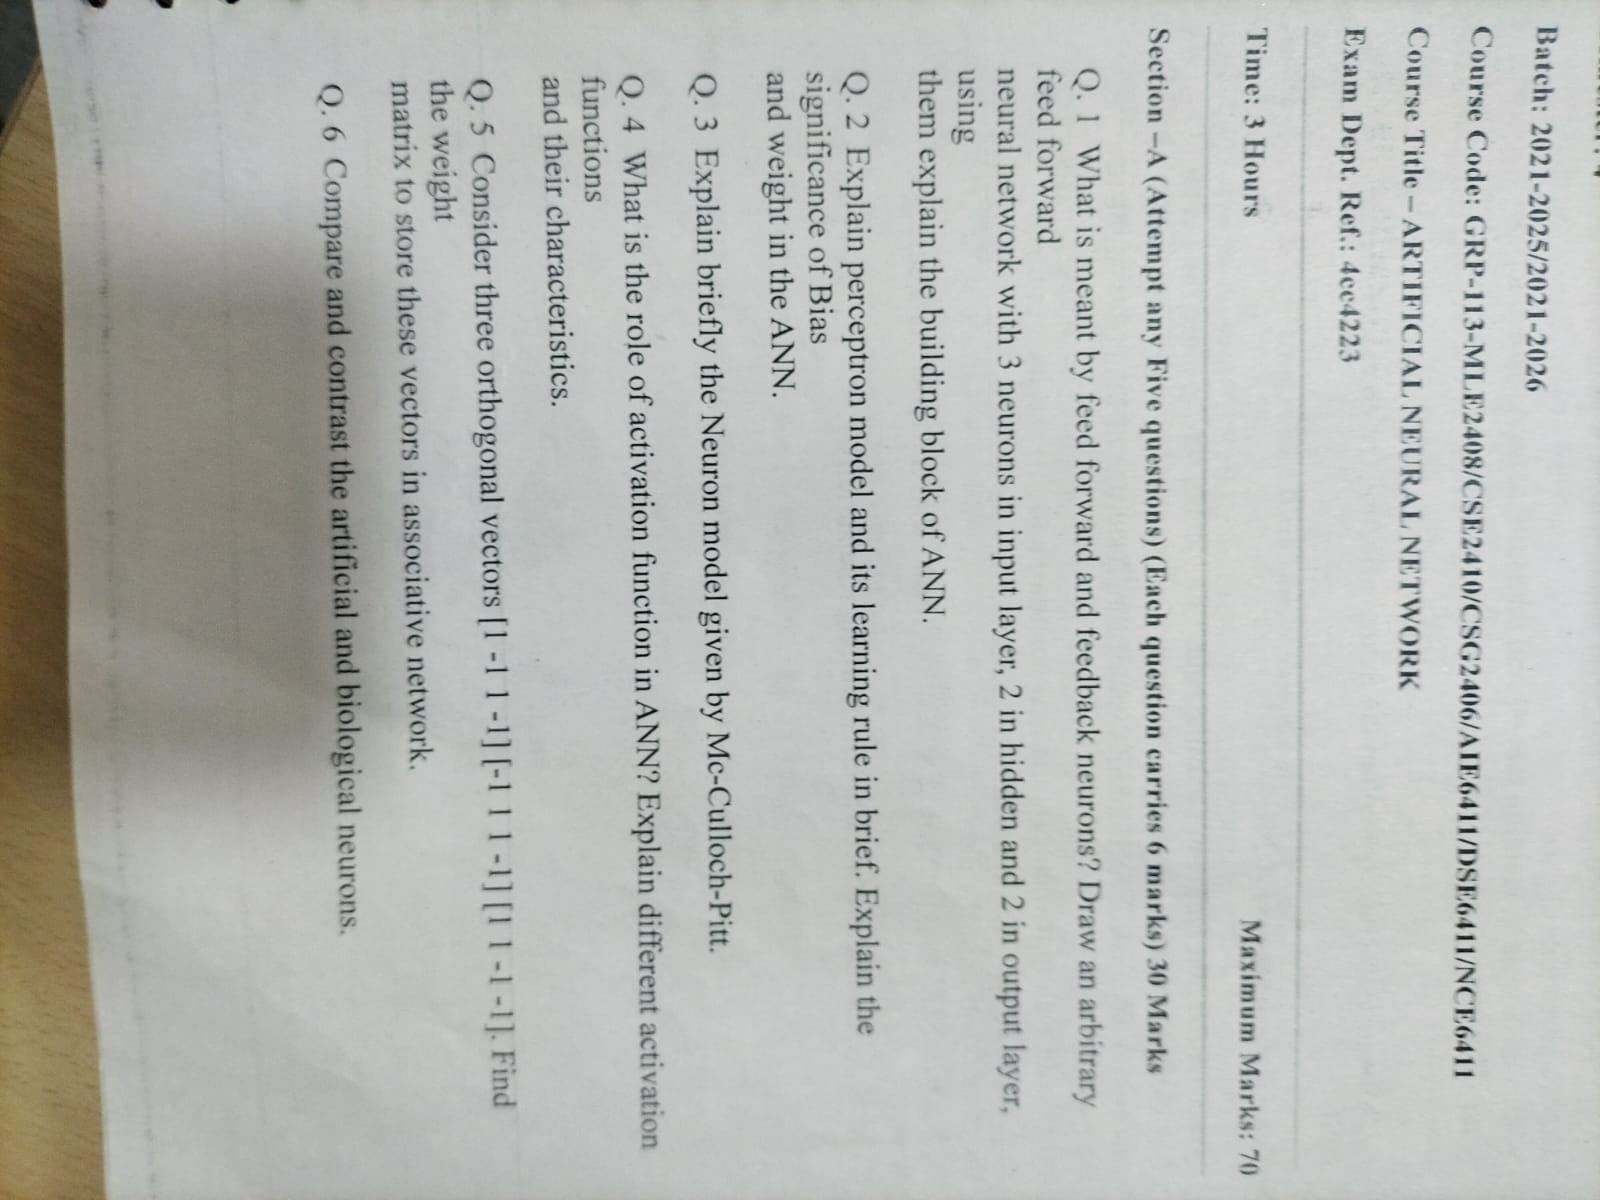 Batch: 2021-2025/2021-2026
Course Code: GRP-113-MLE2408/CSE2410/CSG2406/AIE6411/DSE6411/NCE6411
Course Title – ARTIFICIAL NEURAL NETWORK
Exam Dept. Ref.: 4cc4223
Time: 3 Hours Maximum Marks: 70
Section –A (Attempt any Five questions) (Each question carries 6 marks) 30 Marks
Q. 1 What is meant by feed forward and feedback neurons? Draw an arbitrary
feed forward
neural network with 3 neurons in input layer, 2 in hidden and 2 in output layer,
using
them explain the building block of ANN.
Q. 2 Explain perceptron model and its learning rule in brief. Explain the
significance of Bias
and weight in the ANN.
Q. 3 Explain briefly the Neuron model given by Mc-Culloch-Pitt.
Q. 4 What is the role of activation function in ANN? Explain different activation
functions
and their characteristics.
Q. 5 Consider three orthogonal vectors [1 -1 1 -1] [-1 1 1 -1] [1 1 -1 -1]. Find
the weight
matrix to store these vectors in associative network.
Q. 6 Compare and contrast the artificial and biological neurons.